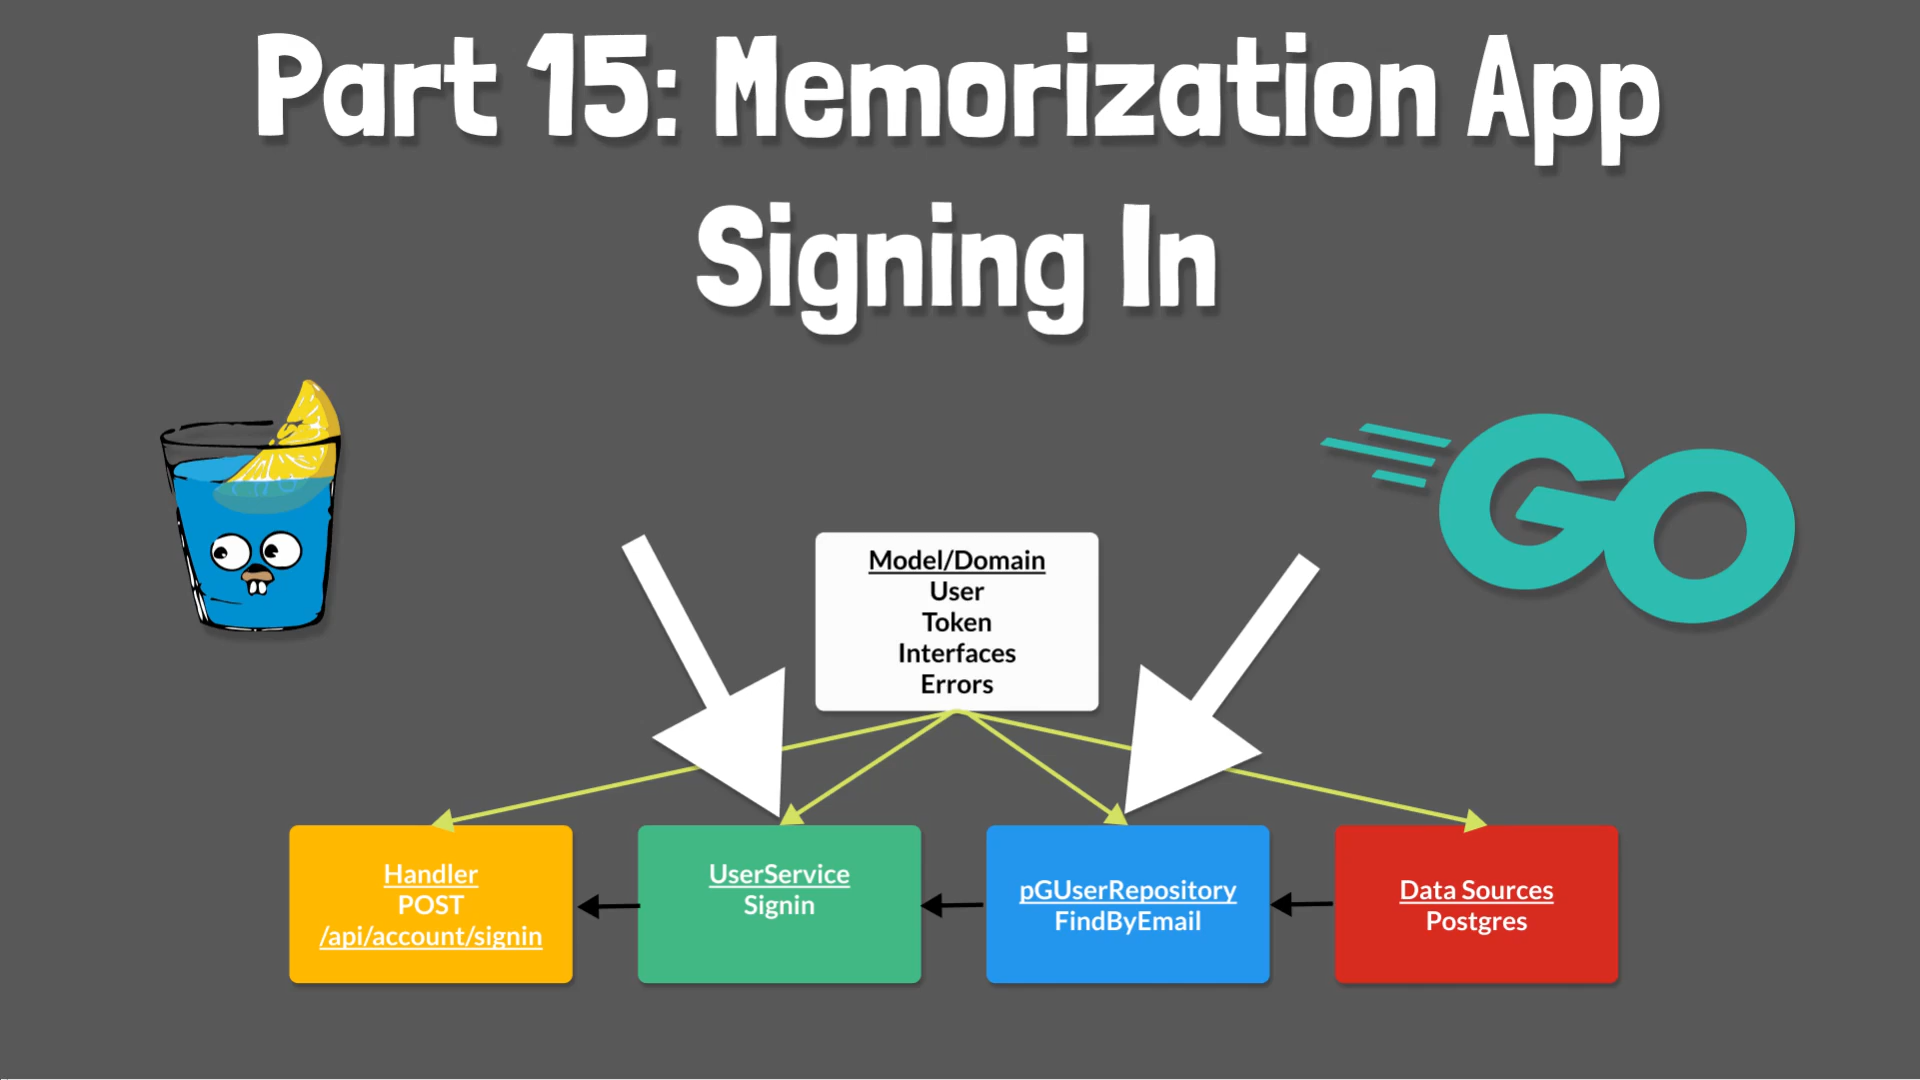 Part 15: Memorization App
Signing In
GO
Model/Domain
User
Token
Interfaces
Errors
Handler
POST
/api/account/signin
UserService
Signin
pGUserRepository
FindByEmail
Data Sources
Postgres